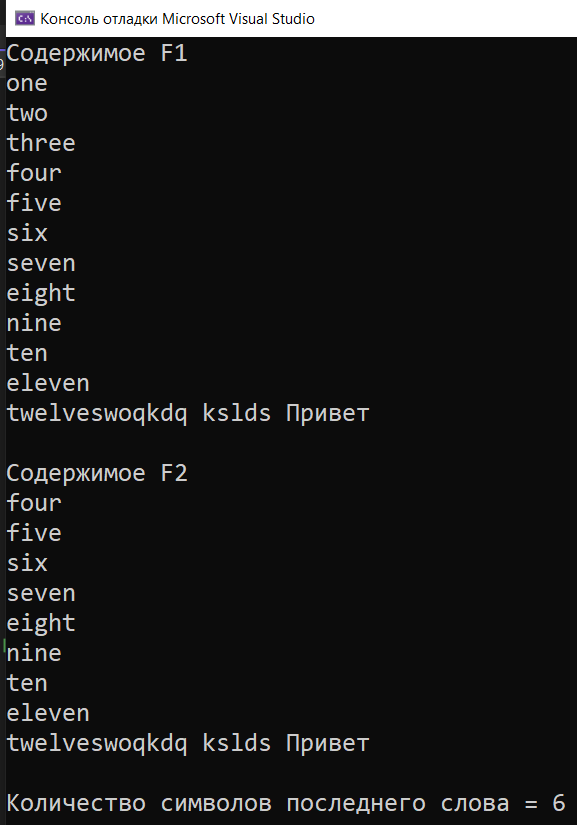 Консоль отладки Microsoft Visual Studio
Содержимое F1
one
two
three
four
five
six
seven
eight
nine
ten
eleven
twelveswoqkdq kslds Привет
Содержимое F2
four
five
six
seven
eight
nine
ten
eleven
twelveswoqkdq kslds Привет
Количество символов последнего слова = 6